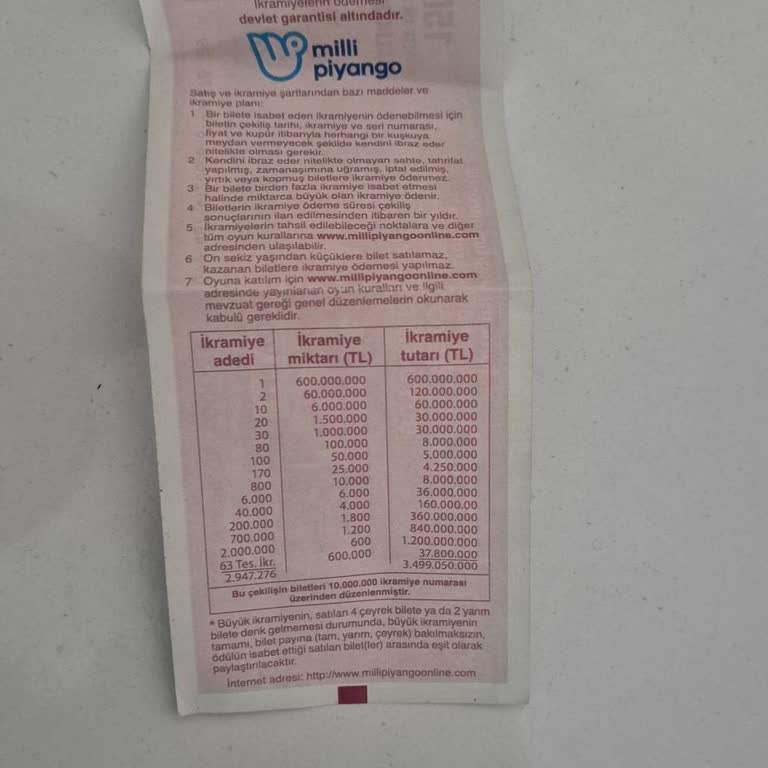 İkramiyelerin ödemesi
devlet garantisi altındadır.
milli
piyango
Satış ve ikramiye şartlarından bazı maddeler ve
ikramiye planı:
1 Bir bilete isabet eden ikramiyenin ödenebilmesi için
biletin çekiliş tarihi, ikramiye ve seri numarası,
fiyat ve kupür itibarıyla herhangi bir kuşkuya
meydan vermeyecek şekilde kendini ibraz eder
nitelikte olması gerekir.
2 Kendini ibraz eder nitelikte olmayan sahte, tahrifat
yapılmış, zamanaşımına uğramış, iptal edilmiş,
yırtık veya kopmuş biletlere ikramiye ödenmez.
3 Bir bilete birden fazla ikramiye isabet etmesi
halinde miktarca büyük olan ikramiye ödenir.
4 Biletlerin ikramiye ödeme süresi çekiliş
sonuçlarının ilan edilmesinden itibaren bir yıldır.
5 İkramiyelerin tahsil edilebileceği noktalara ve diğer
tüm oyun kurallarına www.millipiyangoonline.com
adresinden ulaşılabilir.
6 On sekiz yaşından küçüklere bilet satılamaz,
kazanan biletlere ikramiye ödemesi yapılmaz.
7 Oyuna katılım için www.millipiyangoonline.com
adresinde yayınlanan oyun kuralları ve ilgili
mevzuat gereği genel düzenlemelerin okunarak
kabulü gereklidir.
İkramiye adedi İkramiye miktarı (TL) İkramiye tutarı (TL)
1 600.000.000 600.000.000
2 60.000.000 120.000.000
10 6.000.000 60.000.000
20 1.500.000 30.000.000
30 1.000.000 30.000.000
80 100.000 8.000.000
100 50.000 5.000.000
170 25.000 4.250.000
800 10.000 8.000.000
6.000 6.000 36.000.000
40.000 4.000 160.000.00
200.000 1.800 360.000.000
700.000 1.200 840.000.000
2.000.000 600 1.200.000.000
63 Tes. İkr. 600.000 37.800.000
2.947.276 3.499.050.000
Bu çekilişin biletleri 10.000.000 ikramiye numarası
üzerinden düzenlenmiştir.
* Büyük ikramiyenin, satılan 4 çeyrek bilete ya da 2 yarım
bilete denk gelmemesi durumunda, büyük ikramiyenin
tamamı, bilet payına (tam, yarım, çeyrek) bakılmaksızın,
ödülün isabet ettiği satılan bilet(ler) arasında eşit olarak
paylaştırılacaktır.
İnternet adresi: http://www.millipiyangoonline.com